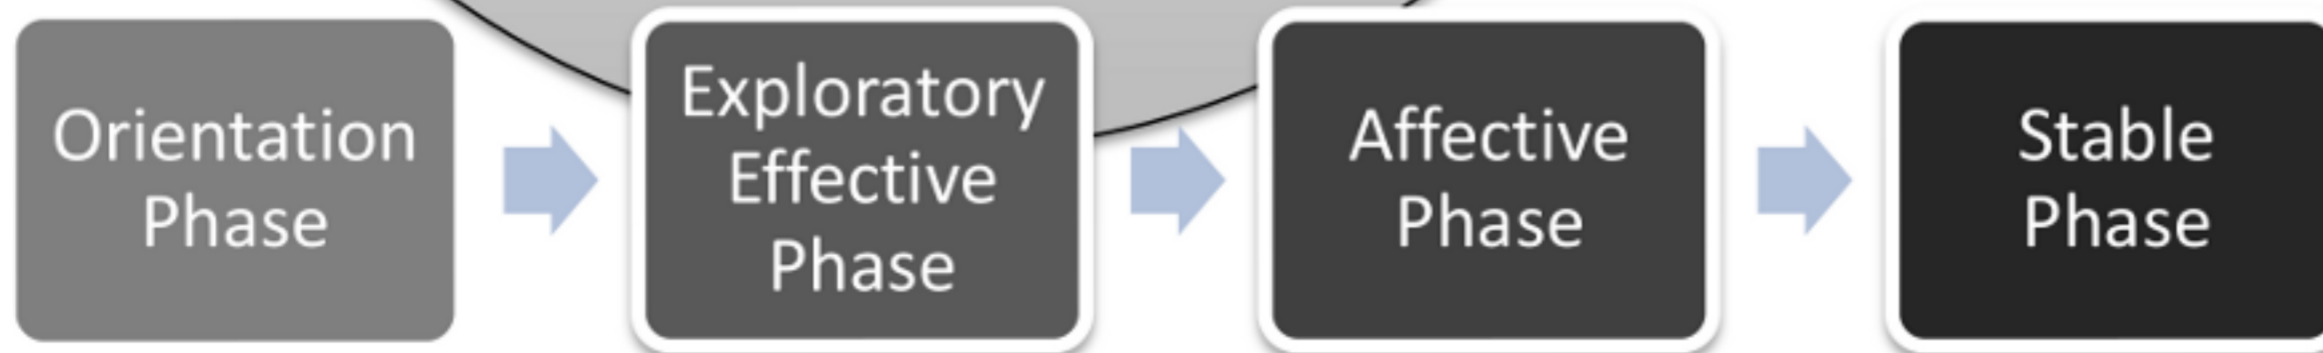 Orientation
Phase
Exploratory
Effective
Phase
Affective
Phase
Stable
Phase